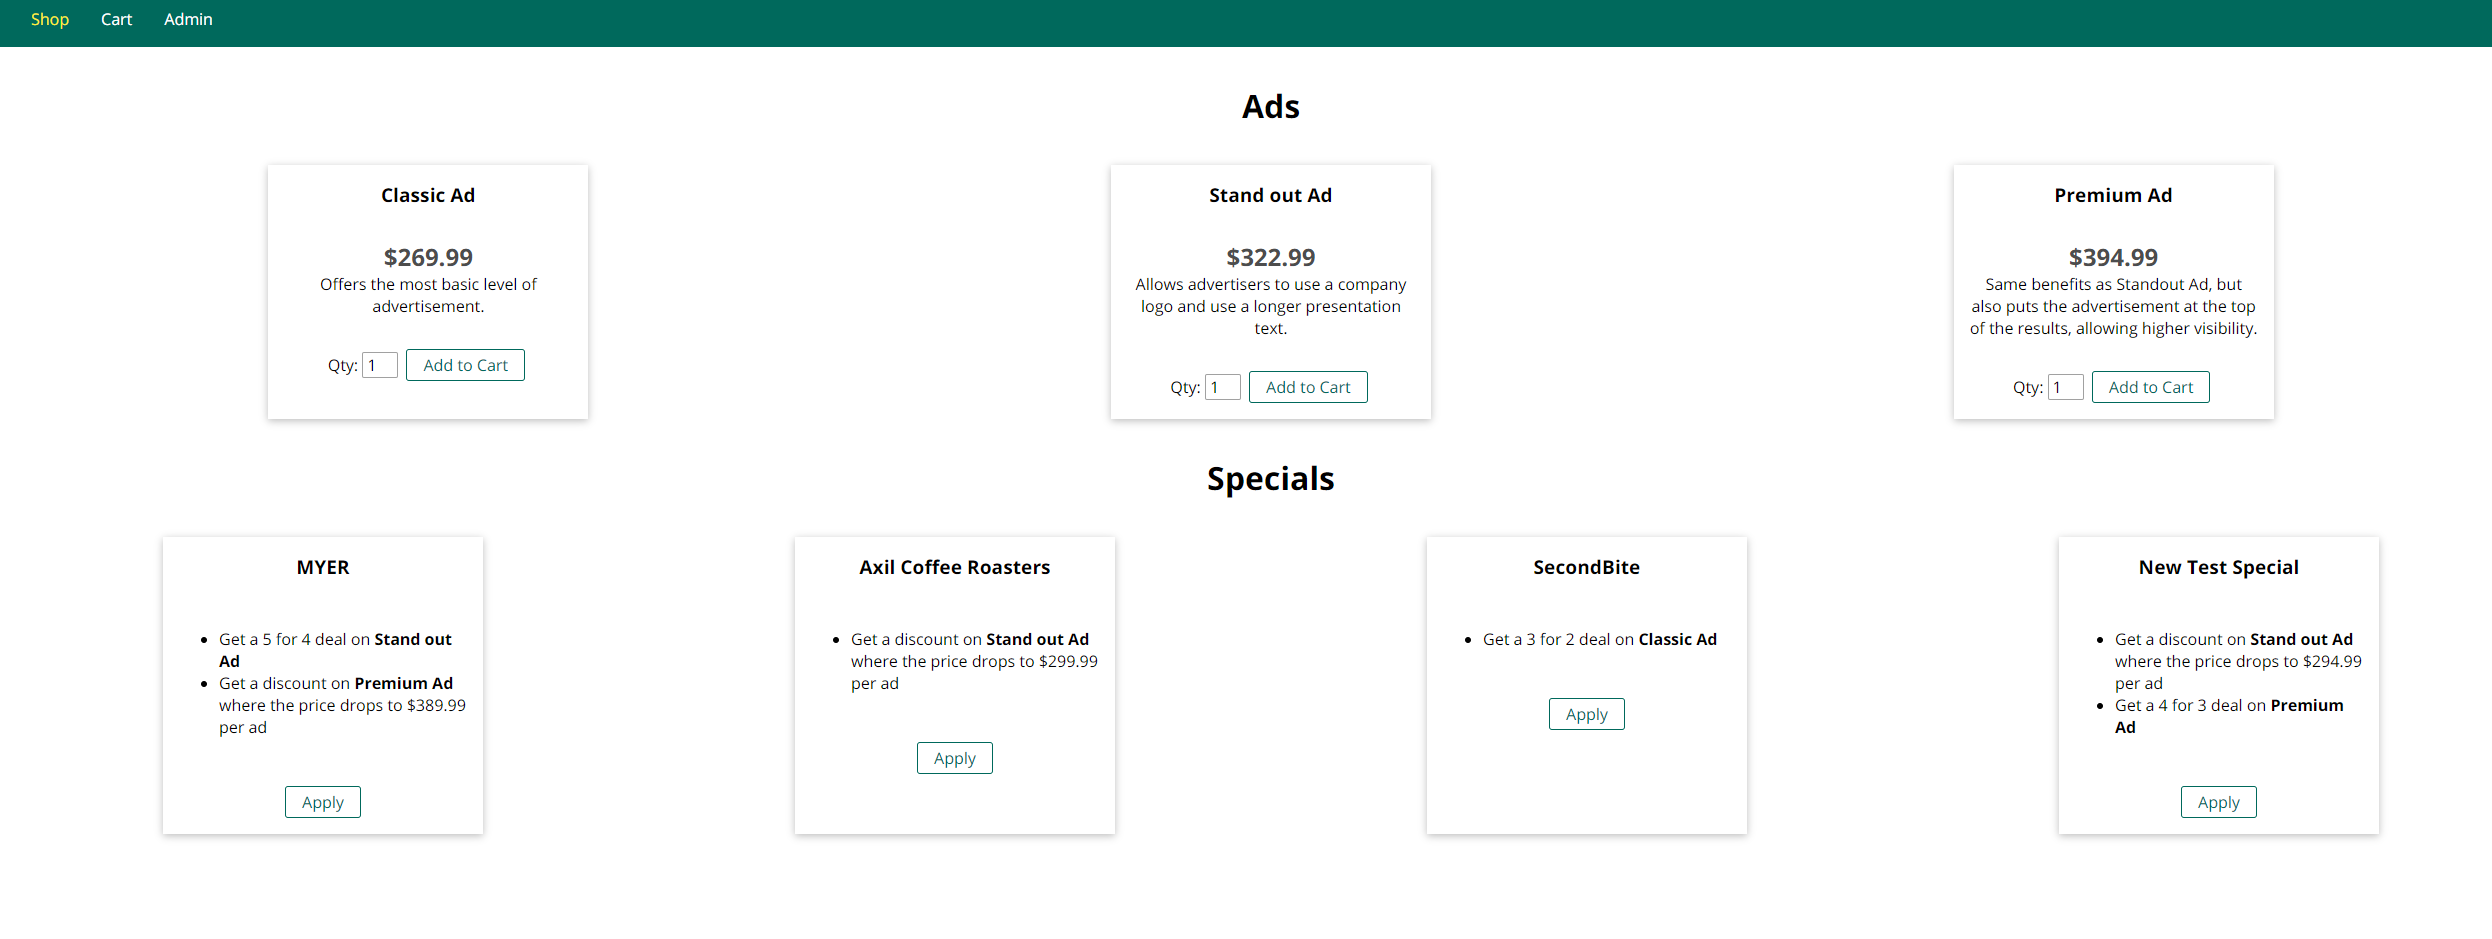 Shop Cart Admin
Ads
Classic Ad
$269.99
Offers the most basic level of
advertisement.
Qty: 1 Add to Cart
Stand out Ad
$322.99
Allows advertisers to use a company
logo and use a longer presentation
text.
Qty: 1 Add to Cart
Premium Ad
$394.99
Same benefits as Standout Ad, but
also puts the advertisement at the top
of the results, allowing higher visibility.
Qty: 1 Add to Cart
Specials
MYER
• Get a 5 for 4 deal on Stand out
Ad
• Get a discount on Premium Ad
where the price drops to $389.99
per ad
Apply
Axil Coffee Roasters
• Get a discount on Stand out Ad
where the price drops to $299.99
per ad
Apply
SecondBite
• Get a 3 for 2 deal on Classic Ad
Apply
New Test Special
• Get a discount on Stand out Ad
where the price drops to $294.99
per ad
• Get a 4 for 3 deal on Premium
Ad
Apply